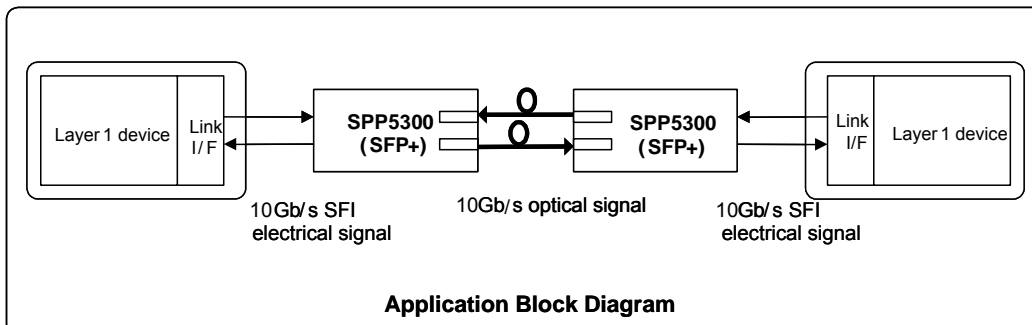 Layer 1 device
Link
I/F
SPP5300
(SFP+)
SPP5300
(SFP+)
Link
I/F
Layer 1 device
10Gb/s SFI
electrical signal
10Gb/s optical signal
10Gb/s SFI
electrical signal
Application Block Diagram